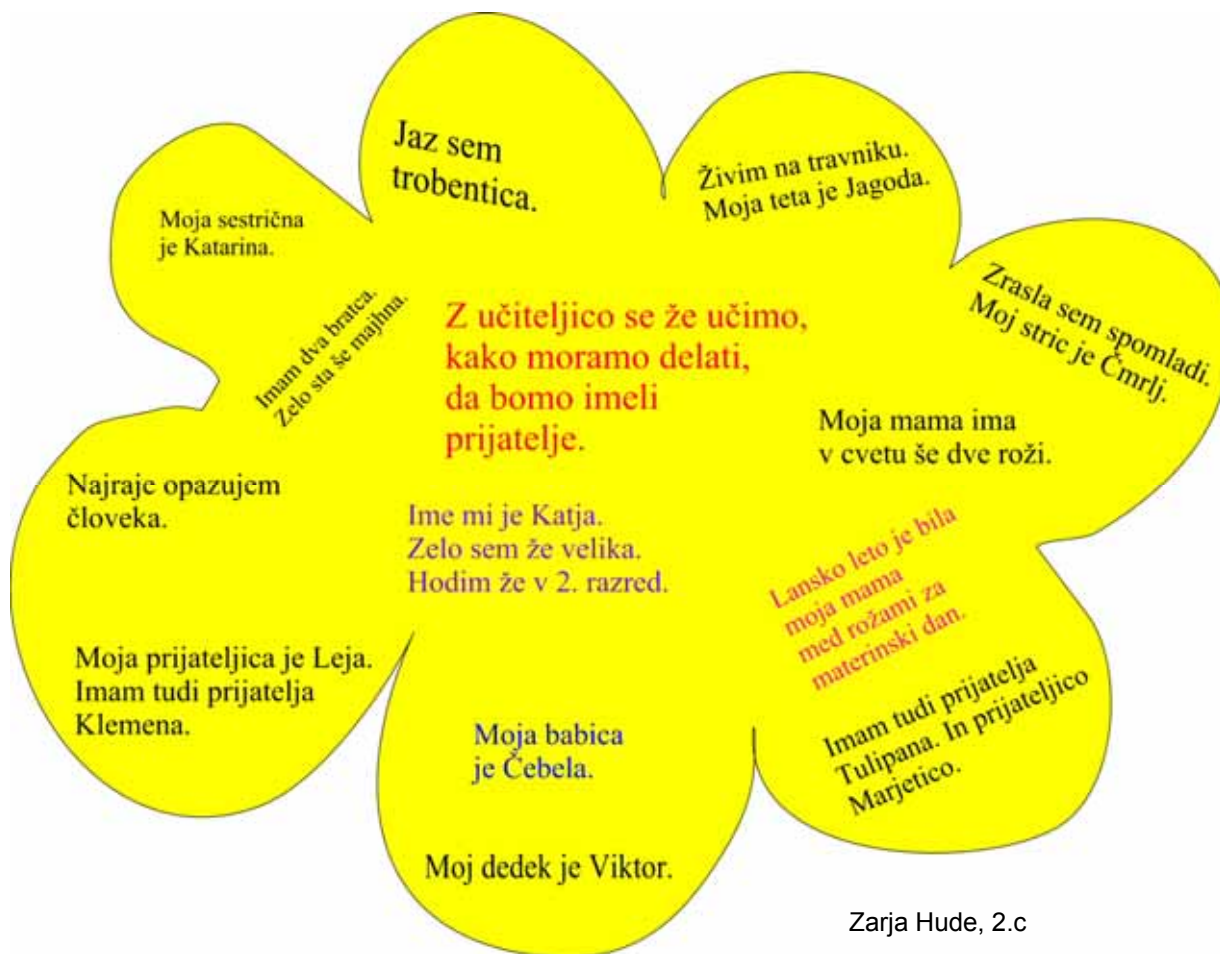 Jaz sem
trobentica.
Živim na travniku.
Moja teta je Jagoda.
Moja sestrična
je Katarina.
Zrasla sem spomladi.
Moj stric je Čmrlj.
Imam dva bratca.
Zelo sta še majhna.
Z učiteljico se že učimo,
kako moramo delati,
da bomo imeli
prijatelje.
Moja mama ima
v cvetu še dve roži.
Najraje opazujem
človeka.
Ime mi je Katja.
Zelo sem že velika.
Hodim že v 2. razred.
Lansko leto je bila
moja mama
med rožami za
materinski dan.
Moja prijateljica je Leja.
Imam tudi prijatelja
Klemena.
Imam tudi prijatelja
Tulipana. In prijateljico
Marjetico.
Moja babica
je Čebela.
Moj dedek je Viktor.
Zarja Hude, 2.c